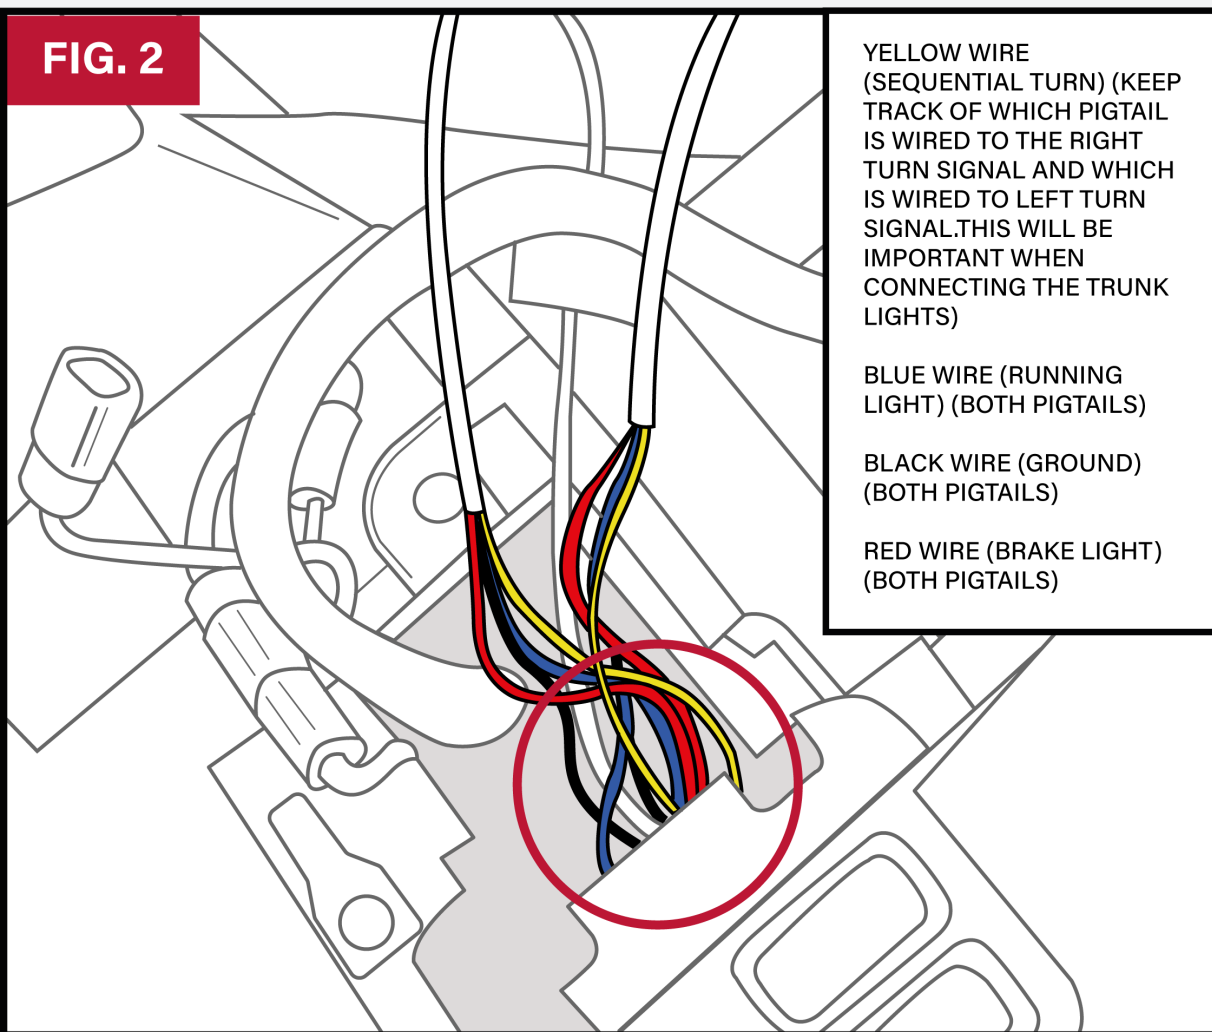 FIG. 2
YELLOW WIRE
(SEQUENTIAL TURN) (KEEP
TRACK OF WHICH PIGTAIL
IS WIRED TO THE RIGHT
TURN SIGNAL AND WHICH
IS WIRED TO LEFT TURN
SIGNAL.THIS WILL BE
IMPORTANT WHEN
CONNECTING THE TRUNK
LIGHTS)
BLUE WIRE (RUNNING
LIGHT) (BOTH PIGTAILS)
BLACK WIRE (GROUND)
(BOTH PIGTAILS)
RED WIRE (BRAKE LIGHT)
(BOTH PIGTAILS)